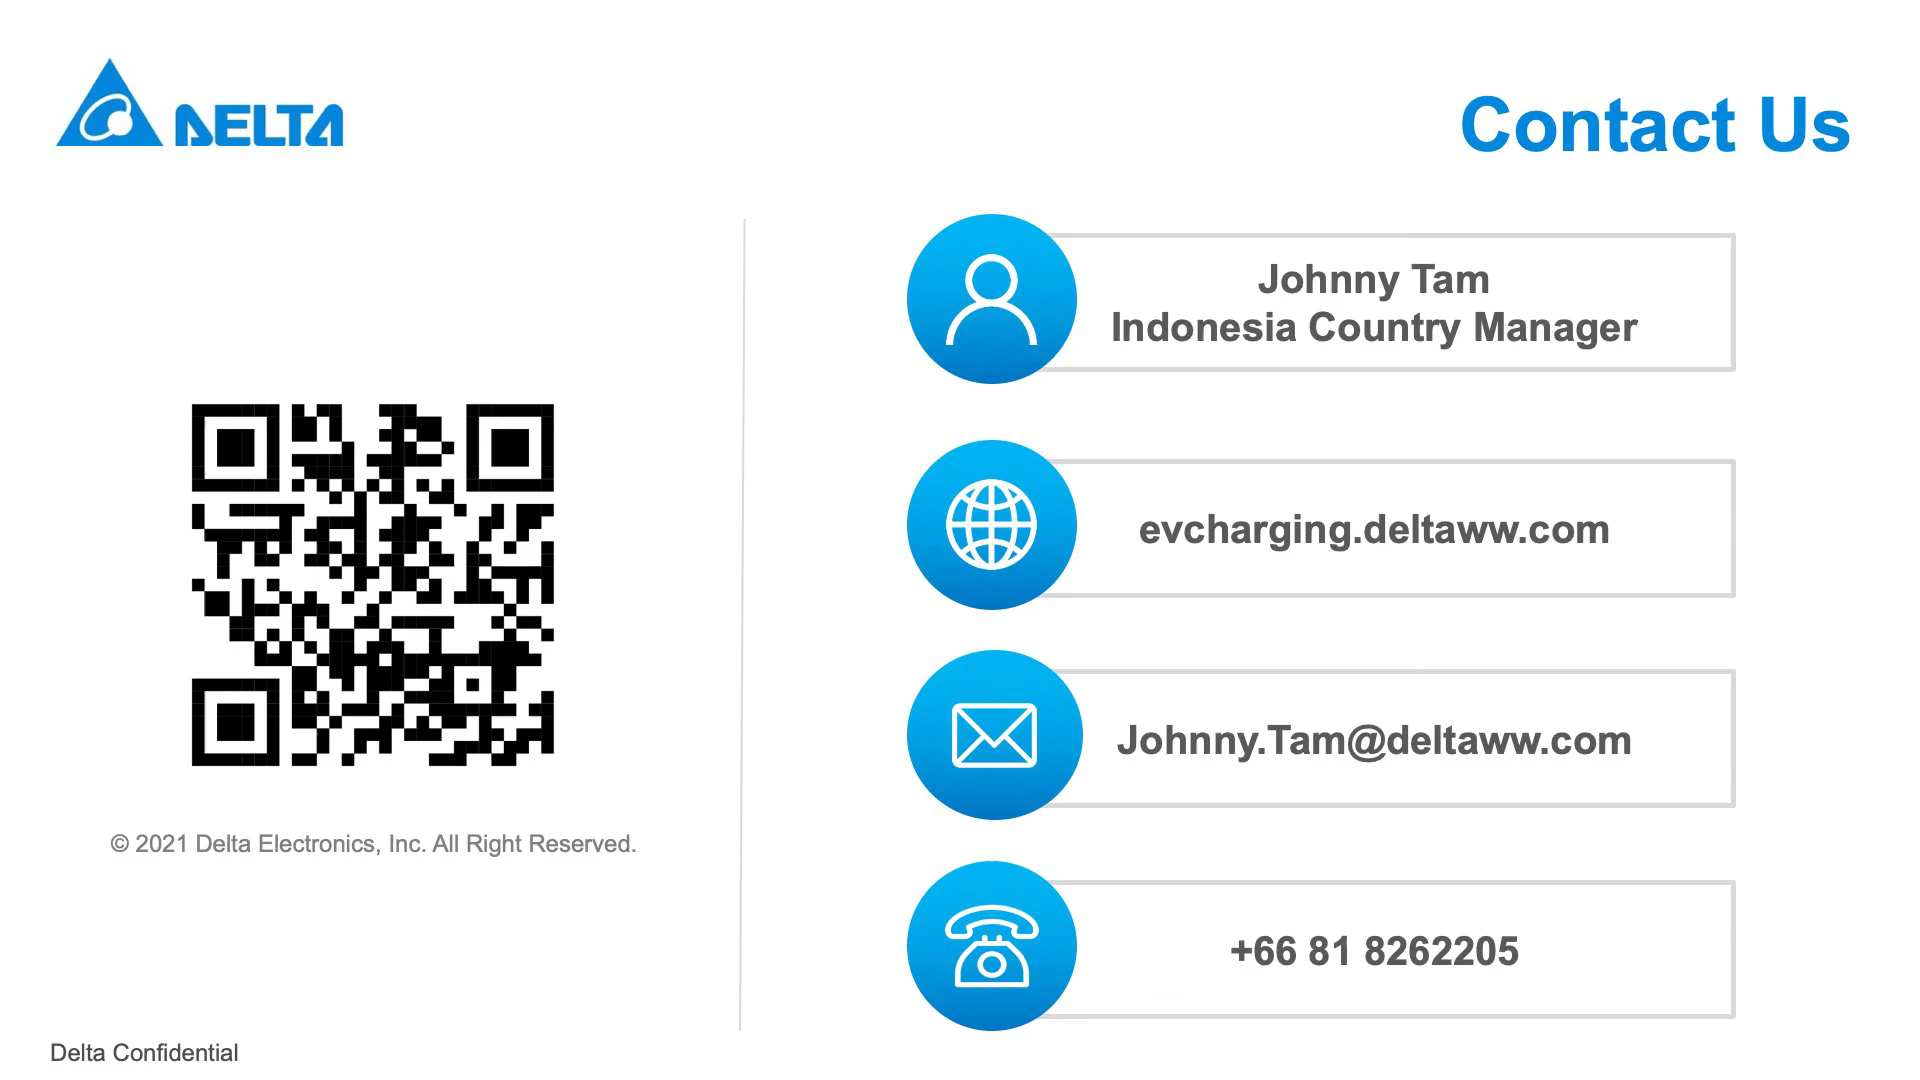 DELTA
Contact Us
Johnny Tam
Indonesia Country Manager
evcharging.deltaww.com
Johnny.Tam@deltaww.com
+66 81 8262205
© 2021 Delta Electronics, Inc. All Right Reserved.
Delta Confidential